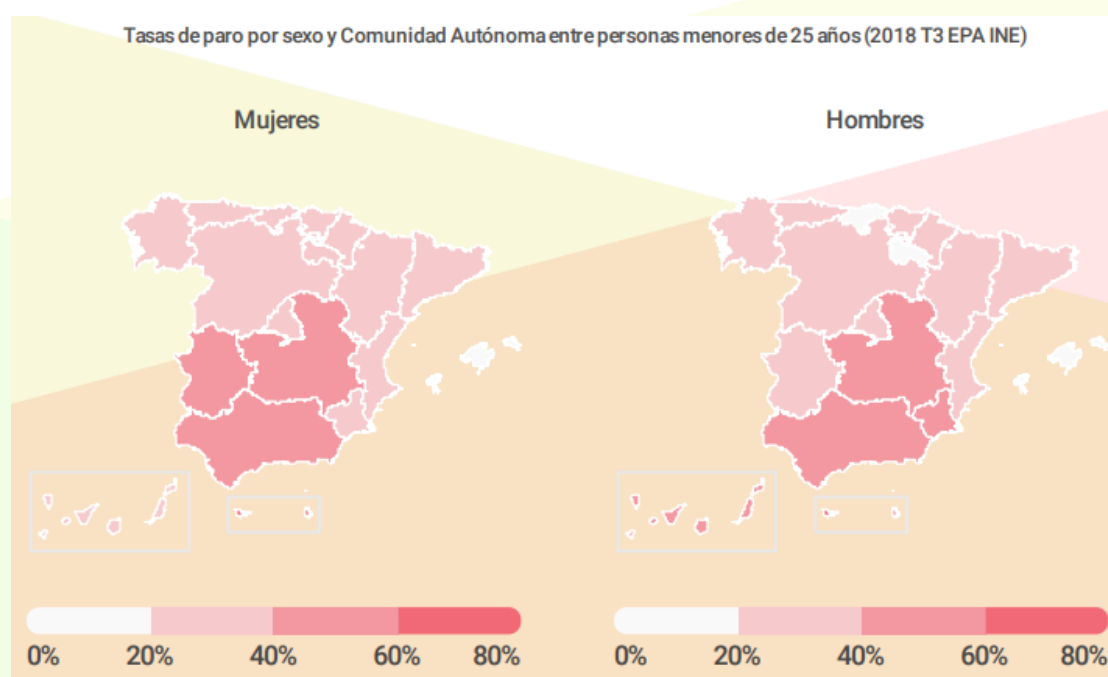 Tasas de paro por sexo y Comunidad Autónoma entre personas menores de 25 años (2018 T3 EPA INE)
Mujeres
Hombres
0% 20% 40% 60% 80%
0% 20% 40% 60% 80%